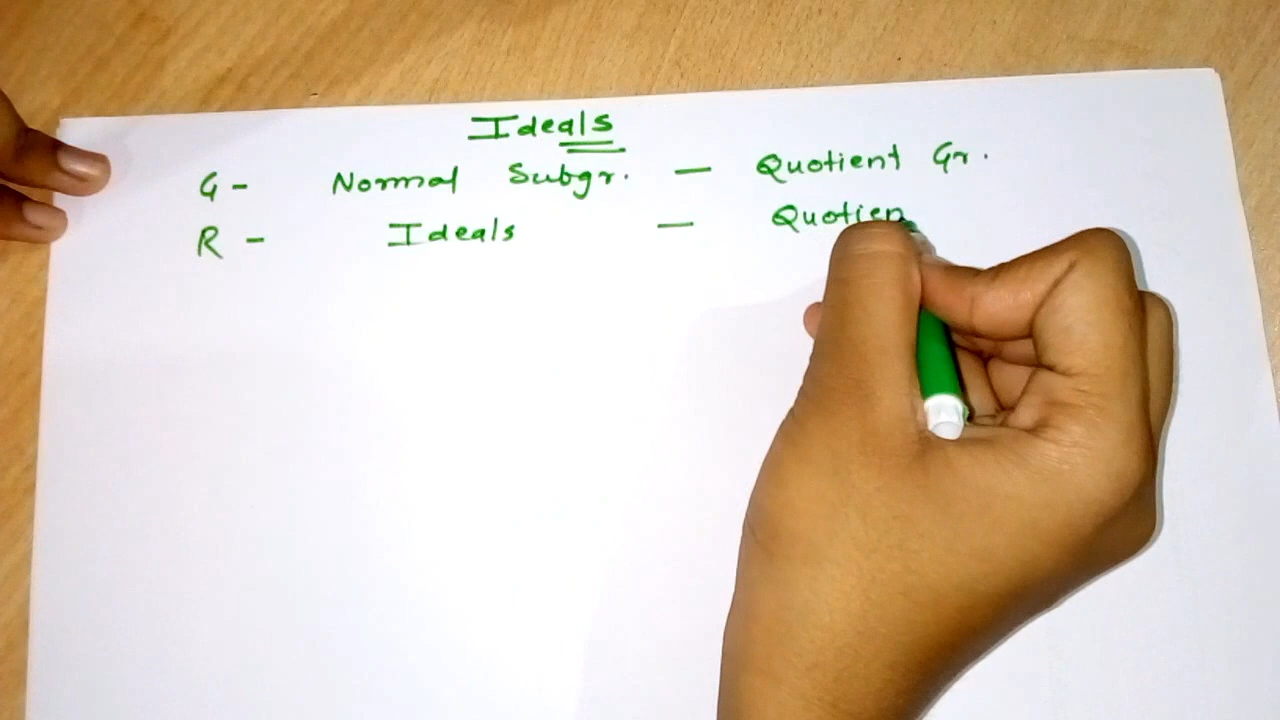 Ideals
G - Normal Subgr. — Quotient Gr.
R - Ideals — Quotien